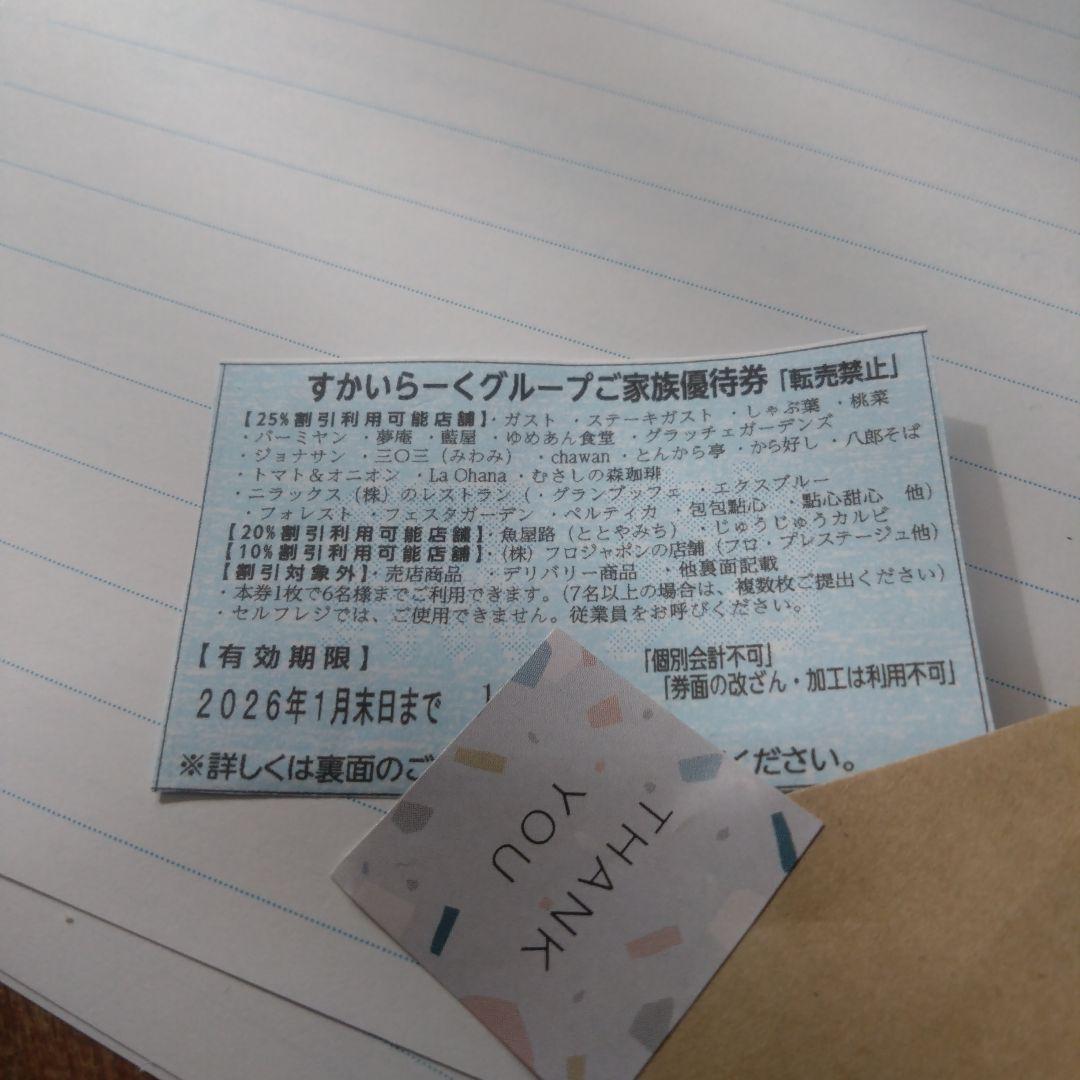 すかいらーくグループご家族優待券「転売禁止」
【25%割引利用可能店舗】・ガスト ・ステーキガスト ・しゃぶ葉 ・桃菜
・バーミヤン ・夢庵 ・藍屋 ・ゆめあん食堂 ・グラッチェガーデンズ
・ジョナサン ・三〇三（みわみ） ・chawan ・とんから亭 ・から好し ・八郎そば
・トマト＆オニオン ・La Ohana ・むさしの森珈琲
・ニラックス（株）のレストラン（・グランブッフェ ・エクスブルー
・フォレスト ・フェスタガーデン ・ペルティカ ・包包點心 ・點心甜心 他）
【20%割引利用可能店舗】・魚屋路（ととやみち） ・じゅうじゅうカルビ
【10%割引利用可能店舗】・（株）フロジャポンの店舗（フロ・プレステージュ他）
【割引対象外】・売店商品 ・デリバリー商品 ・他裏面記載
・本券1枚で6名様までご利用できます。（7名以上の場合は、複数枚ご提出ください）
・セルフレジでは、ご使用できません。従業員をお呼びください。
【有効期限】
2026年1月末日まで
「個別会計不可」
「券面の改ざん・加工は利用不可」
※詳しくは裏面のご
ください。
THANK
YOU